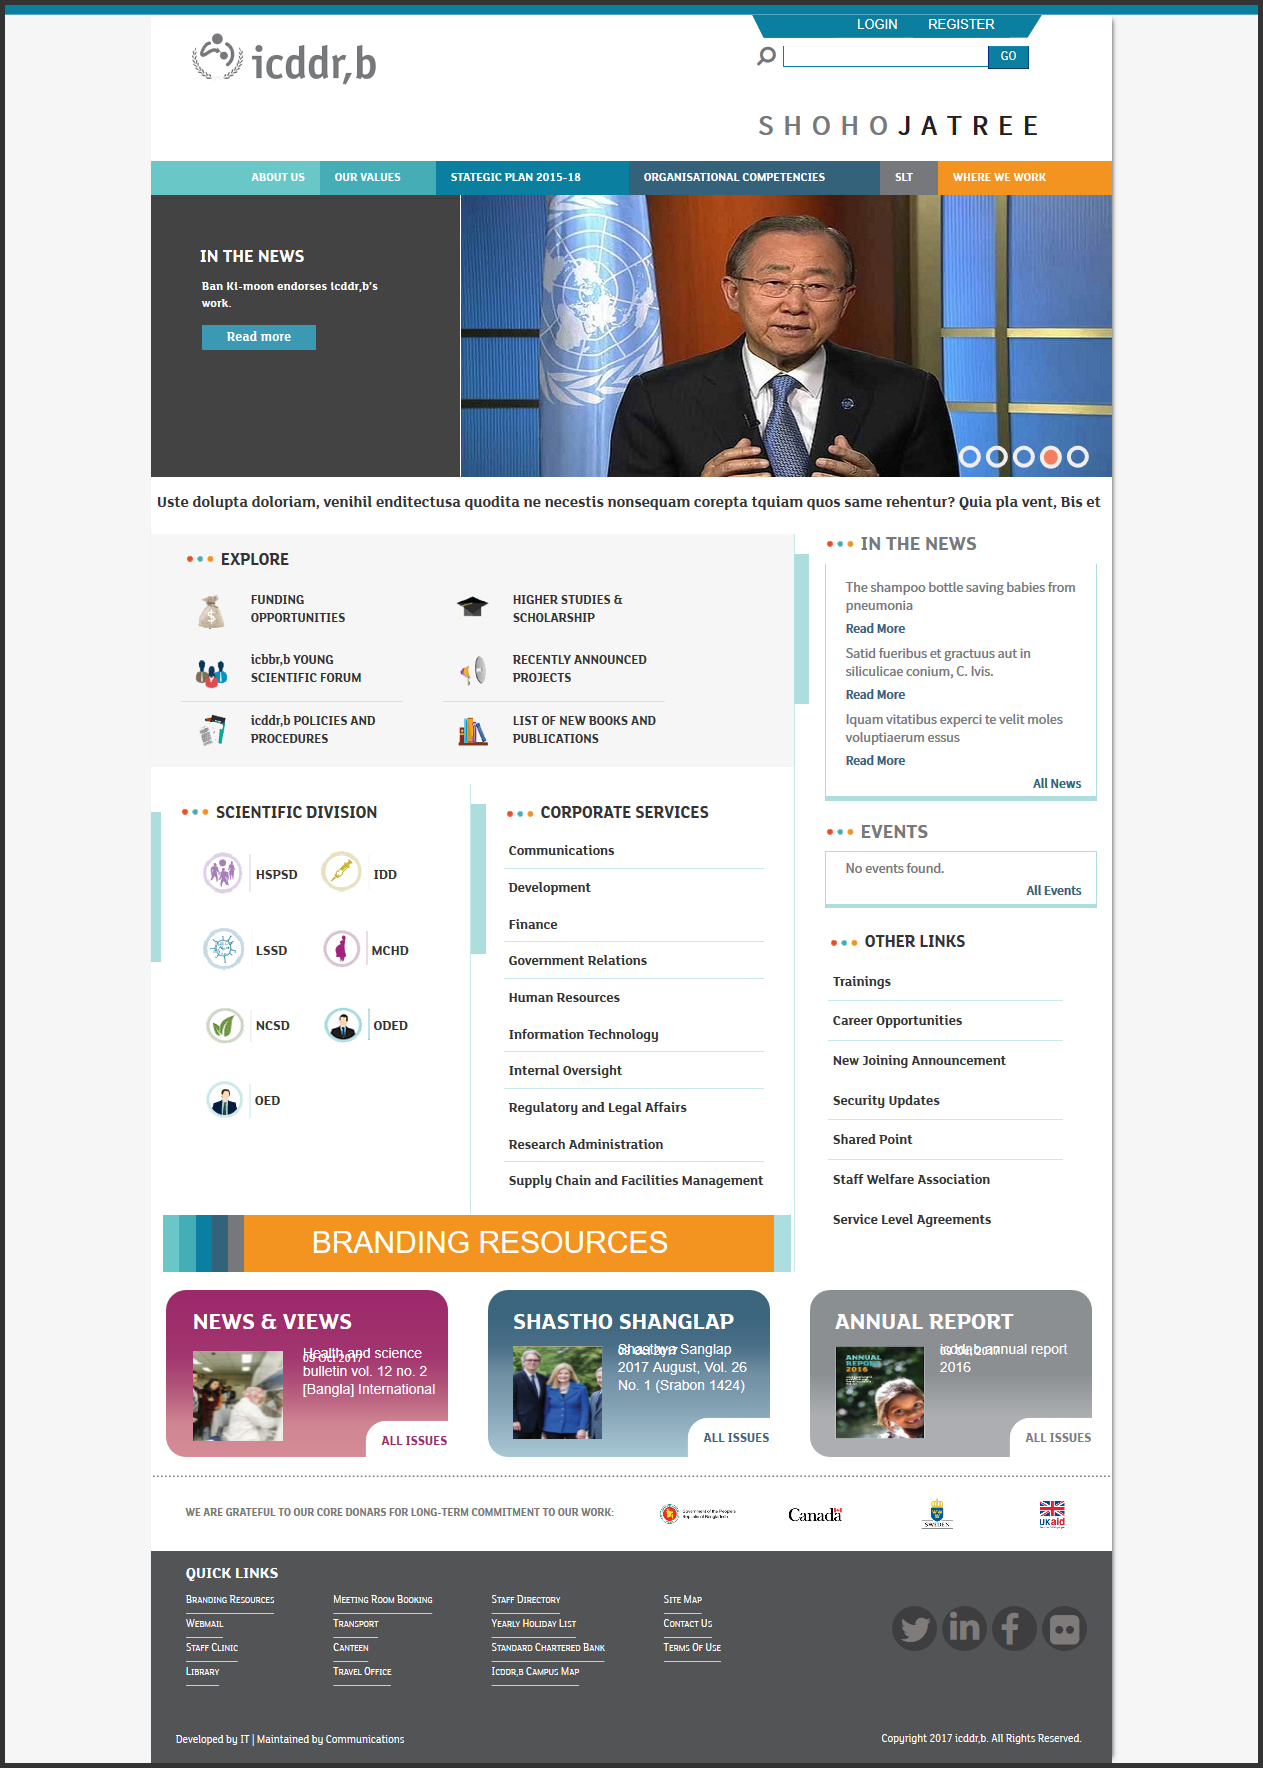 LOGIN REGISTER
icddr,b
GO
SHOHOJATREE
ABOUT US OUR VALUES STATEGIC PLAN 2015-18 ORGANISATIONAL COMPETENCIES SLT WHERE WE WORK
IN THE NEWS
Ban KI-moon endorses Icddr,b's
work.
Read more
Uste dolupta doloriam, venihil enditectusa quodita ne necestis nonsequam corepta tquiam quos same rehentur? Quia pla vent, Bis et
EXPLORE
FUNDING
OPPORTUNITIES
HIGHER STUDIES &
SCHOLARSHIP
icbbr,b YOUNG
SCIENTIFIC FORUM
RECENTLY ANNOUNCED
PROJECTS
icddr,b POLICIES AND
PROCEDURES
LIST OF NEW BOOKS AND
PUBLICATIONS
IN THE NEWS
The shampoo bottle saving babies from
pneumonia
Read More
Satid fueribus et gractuus aut in
siliculicae conium, C. Ivis.
Read More
Iquam vitatibus experci te velit moles
voluptiaerum essus
Read More
All News
SCIENTIFIC DIVISION
HSPSD IDD
LSSD MCHD
NCSD ODED
OED
CORPORATE SERVICES
Communications
Development
Finance
Government Relations
Human Resources
Information Technology
Internal Oversight
Regulatory and Legal Affairs
Research Administration
Supply Chain and Facilities Management
EVENTS
No events found.
All Events
OTHER LINKS
Trainings
Career Opportunities
New Joining Announcement
Security Updates
Shared Point
Staff Welfare Association
Service Level Agreements
BRANDING RESOURCES
NEWS & VIEWS
09 Oct 2017
Health and science
bulletin vol. 12 no. 2
[Bangla] International
ALL ISSUES
SHASTHO SHANGLAP
Shasthya Sanglap
2017 August, Vol. 26
No. 1 (Srabon 1424)
ALL ISSUES
ANNUAL REPORT
ANNUAL
REPORT
2016
icddr,b annual report
2016
ALL ISSUES
WE ARE GRATEFUL TO OUR CORE DONARS FOR LONG-TERM COMMITMENT TO OUR WORK:
Government of the People's
Republic of Bangladesh
Canada
SWEDEN
UKaid
QUICK LINKS
BRANDING RESOURCES MEETING ROOM BOOKING STAFF DIRECTORY SITE MAP
WEBMAIL TRANSPORT YEARLY HOLIDAY LIST CONTACT US
STAFF CLINIC CANTEEN STANDARD CHARTERED BANK TERMS OF USE
LIBRARY TRAVEL OFFICE ICDDR,B CAMPUS MAP
Developed by IT | Maintained by Communications
Copyright 2017 icddr,b. All Rights Reserved.